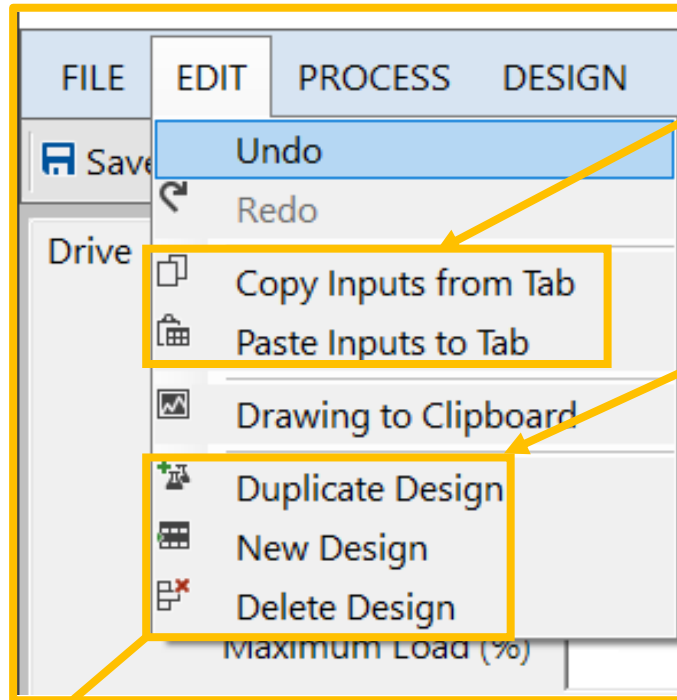 FILE EDIT PROCESS DESIGN
Save
Undo
Redo
Drive
Copy Inputs from Tab
Paste Inputs to Tab
Drawing to Clipboard
Duplicate Design
New Design
Delete Design
Maximum Load (%)